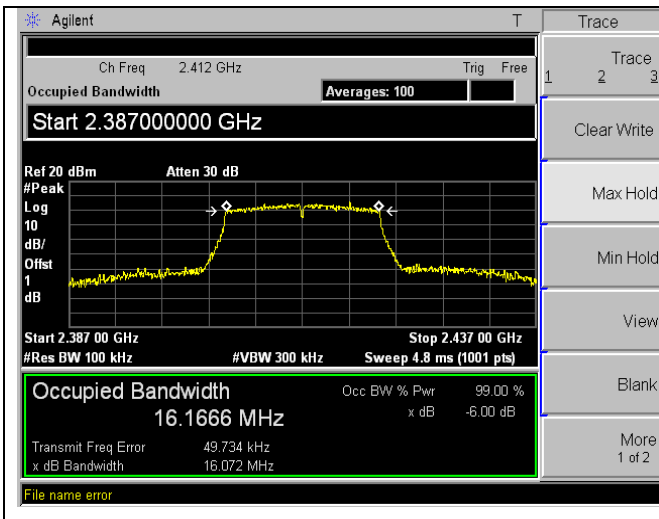 Agilent T Trace
Ch Freq 2.412 GHz Trig Free
Occupied Bandwidth Averages: 100
Start 2.387000000 GHz
Ref 20 dBm Atten 30 dB
#Peak
Log
10
dB/
Offst
1
dB
Start 2.387 00 GHz Stop 2.437 00 GHz
#Res BW 100 kHz #VBW 300 kHz Sweep 4.8 ms (1001 pts)
Occupied Bandwidth Occ BW % Pwr 99.00 %
16.1666 MHz x dB -6.00 dB
Transmit Freq Error 49.734 kHz
x dB Bandwidth 16.072 MHz
File name error
Trace
1 2 3
Clear Write
Max Hold
Min Hold
View
Blank
More
1 of 2